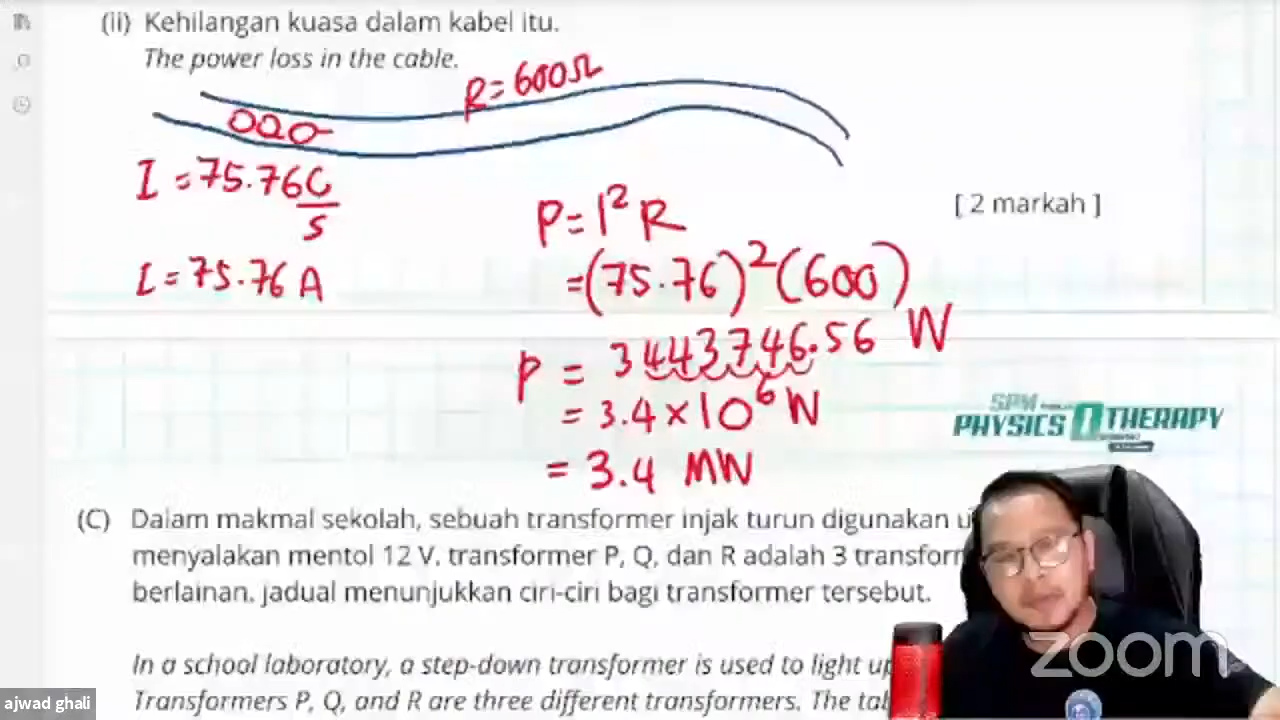 (ii) Kehilangan kuasa dalam kabel itu.
The power loss in the cable.
R = 600Ω
I = 75.76 C/S
I = 75.76 A
P = I² R
[ 2 markah ]
= (75.76)² (600)
P = 3443746.56 W
= 3.4 × 10⁶ W
= 3.4 MW
SPM
PHYSICS THERAPY
(C) Dalam makmal sekolah, sebuah transformer injak turun digunakan
menyalakan mentol 12 V. transformer P, Q, dan R adalah 3
berlainan. jadual menunjukkan ciri-ciri bagi transformer tersebut.
In a school laboratory, a step-down transformer is used to light up
Transformers P, Q, and R are three different transformers. The
zoom
ajwad ghali